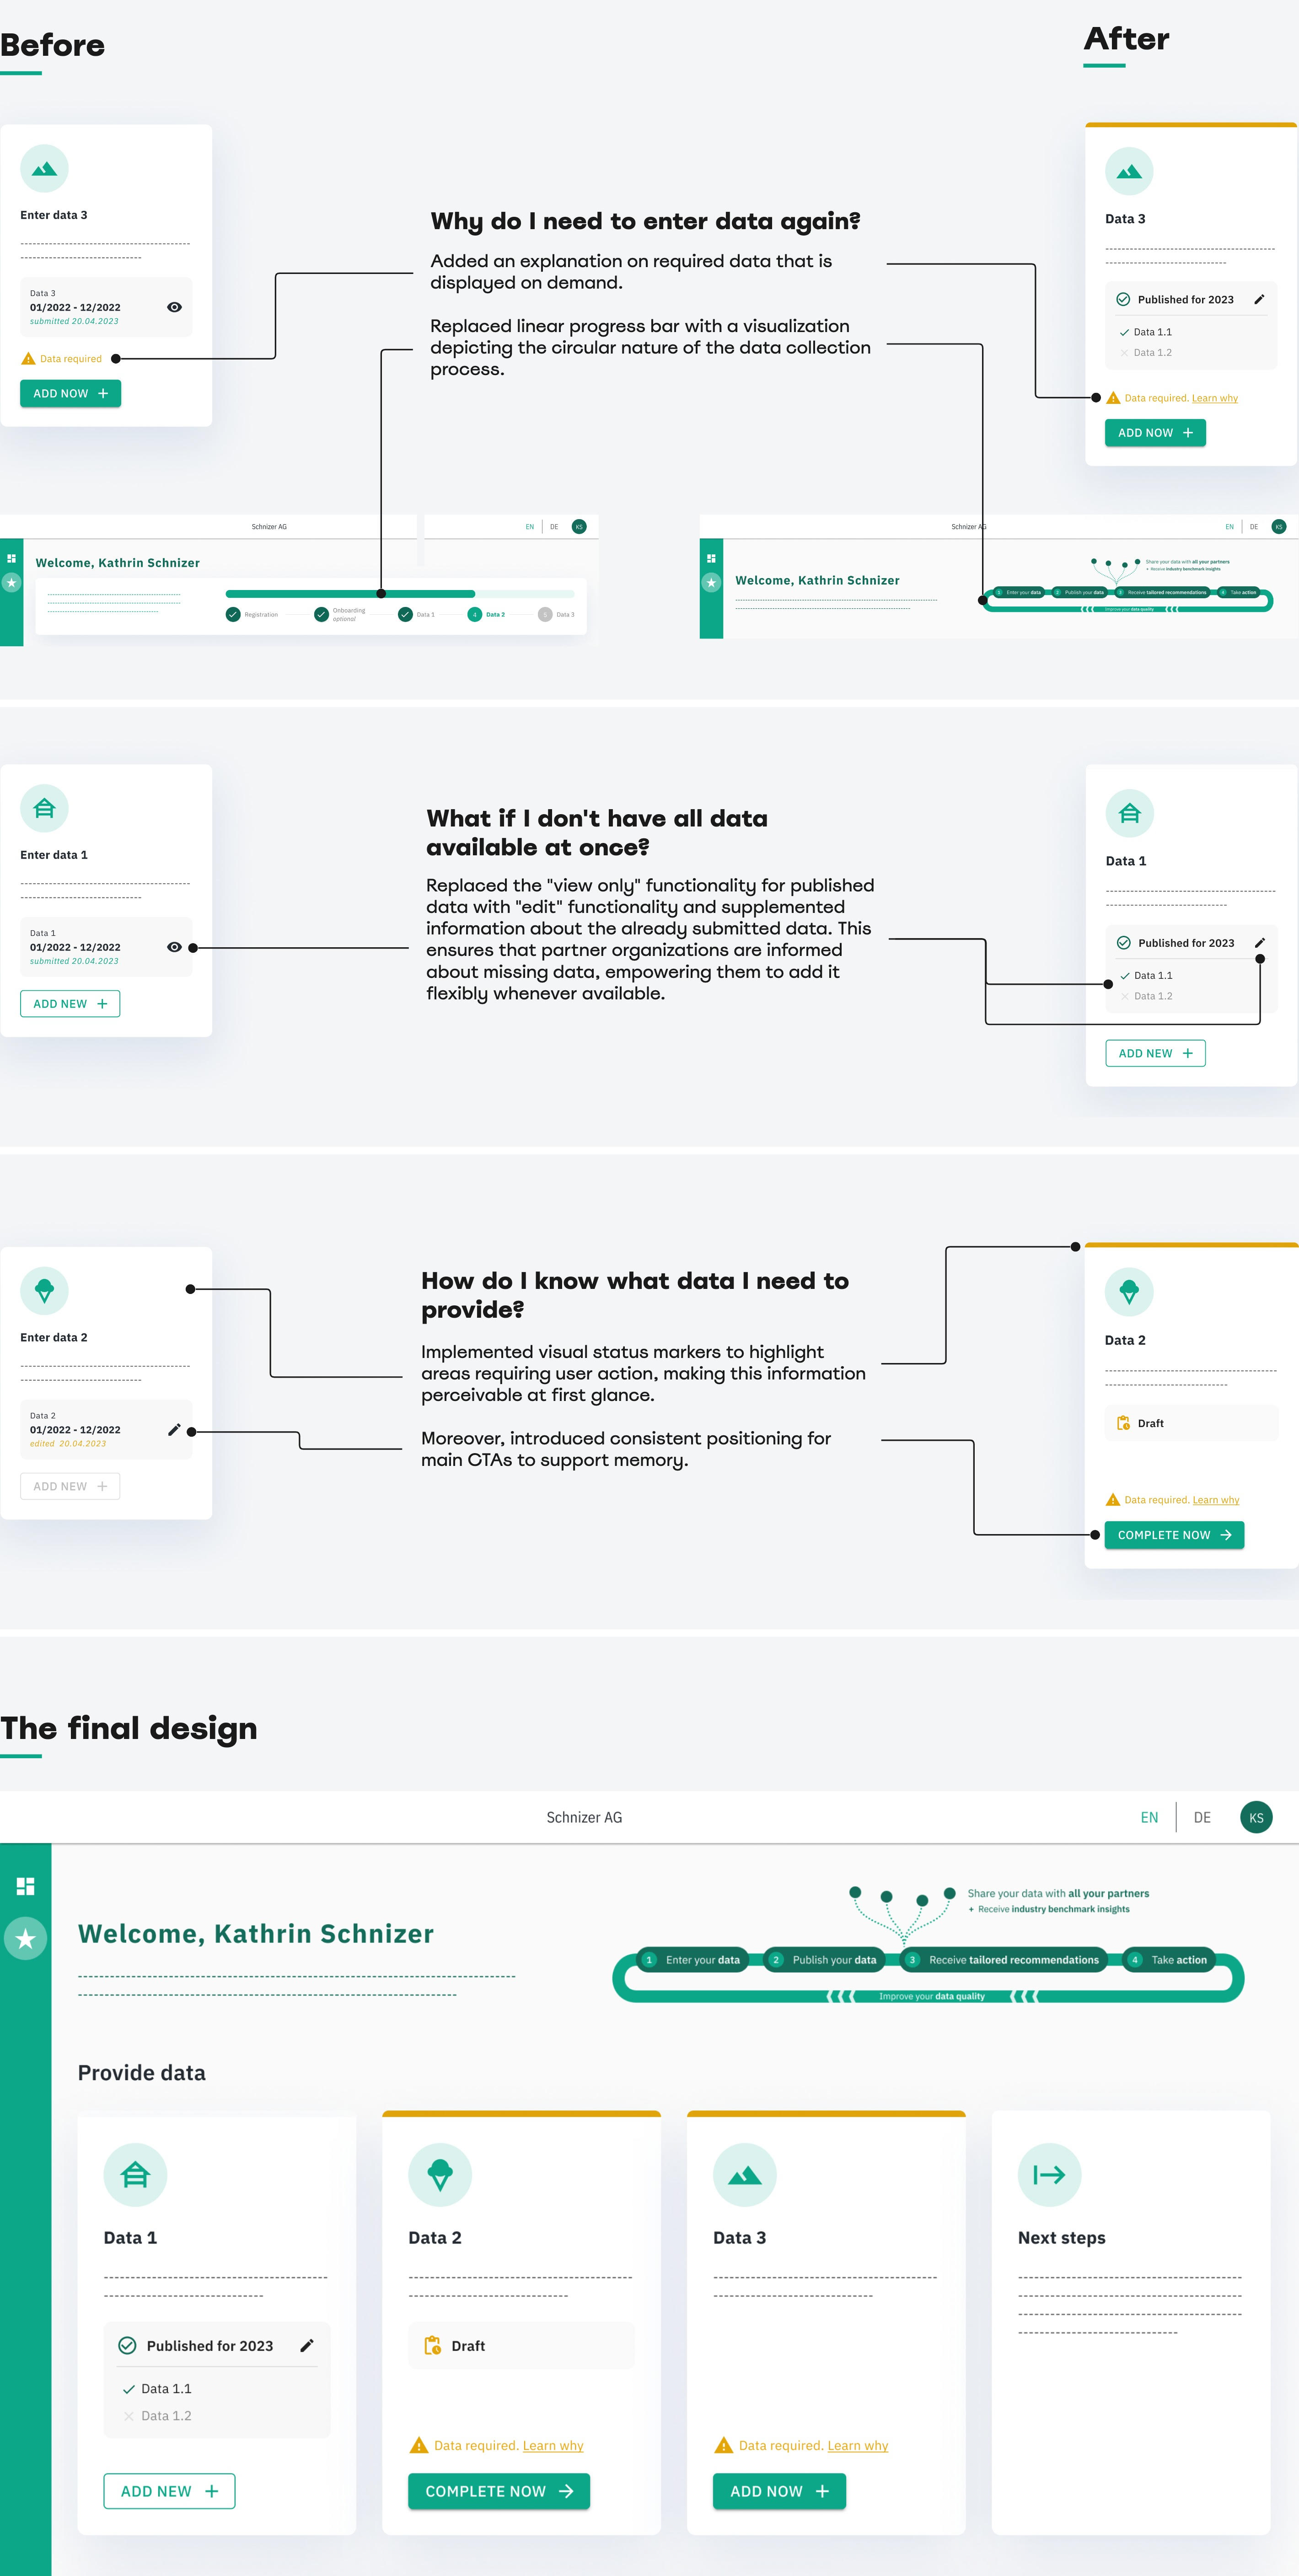 Before
After
Enter data 3
Data 3
01/2022 - 12/2022
submitted 20.04.2023
Data required
ADD NOW +
Why do I need to enter data again?
Added an explanation on required data that is
displayed on demand.
Replaced linear progress bar with a visualization
depicting the circular nature of the data collection
process.
Data 3
Published for 2023
Data 1.1
Data 1.2
Data required. Learn why
ADD NOW +
Schnizer AG
EN | DE KS
Welcome, Kathrin Schnizer
Registration
Onboarding
optional
Data 1
4 Data 2
5 Data 3
Schnizer AG
EN | DE KS
Welcome, Kathrin Schnizer
Share your data with all your partners
+ Receive industry benchmark insights
1 Enter your data
2 Publish your data
3 Receive tailored recommendations
4 Take action
Improve your data quality
Enter data 1
Data 1
01/2022 - 12/2022
submitted 20.04.2023
ADD NEW +
What if I don't have all data
available at once?
Replaced the "view only" functionality for published
data with "edit" functionality and supplemented
information about the already submitted data. This
ensures that partner organizations are informed
about missing data, empowering them to add it
flexibly whenever available.
Data 1
Published for 2023
Data 1.1
Data 1.2
ADD NEW +
Enter data 2
Data 2
01/2022 - 12/2022
edited 20.04.2023
ADD NEW +
How do I know what data I need to
provide?
Implemented visual status markers to highlight
areas requiring user action, making this information
perceivable at first glance.
Moreover, introduced consistent positioning for
main CTAs to support memory.
Data 2
Draft
Data required. Learn why
COMPLETE NOW
The final design
Schnizer AG
EN | DE KS
Welcome, Kathrin Schnizer
Share your data with all your partners
+ Receive industry benchmark insights
1 Enter your data
2 Publish your data
3 Receive tailored recommendations
4 Take action
Improve your data quality
Provide data
Data 1
Published for 2023
Data 1.1
Data 1.2
ADD NEW +
Data 2
Draft
Data required. Learn why
COMPLETE NOW
Data 3
Data required. Learn why
ADD NOW +
Next steps